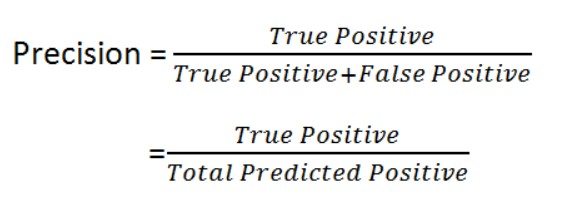 True Positive
Precision =
True Positive+False Positive
True Positive
=
Total Predicted Positive